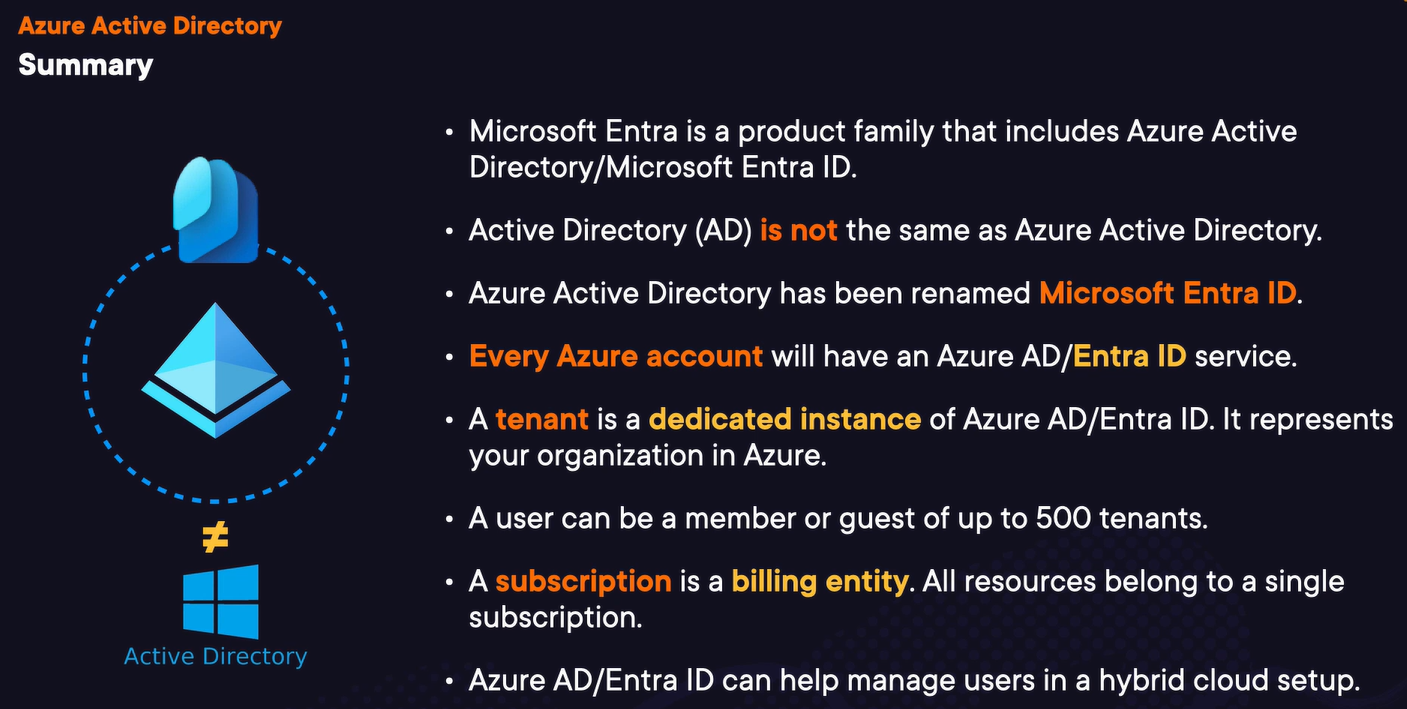 Azure Active Directory
Summary
• Microsoft Entra is a product family that includes Azure Active
Directory/Microsoft Entra ID.
• Active Directory (AD) is not the same as Azure Active Directory.
• Azure Active Directory has been renamed Microsoft Entra ID.
• Every Azure account will have an Azure AD/Entra ID service.
• A tenant is a dedicated instance of Azure AD/Entra ID. It represents
your organization in Azure.
• A user can be a member or guest of up to 500 tenants.
• A subscription is a billing entity. All resources belong to a single
subscription.
• Azure AD/Entra ID can help manage users in a hybrid cloud setup.
≠
Active Directory